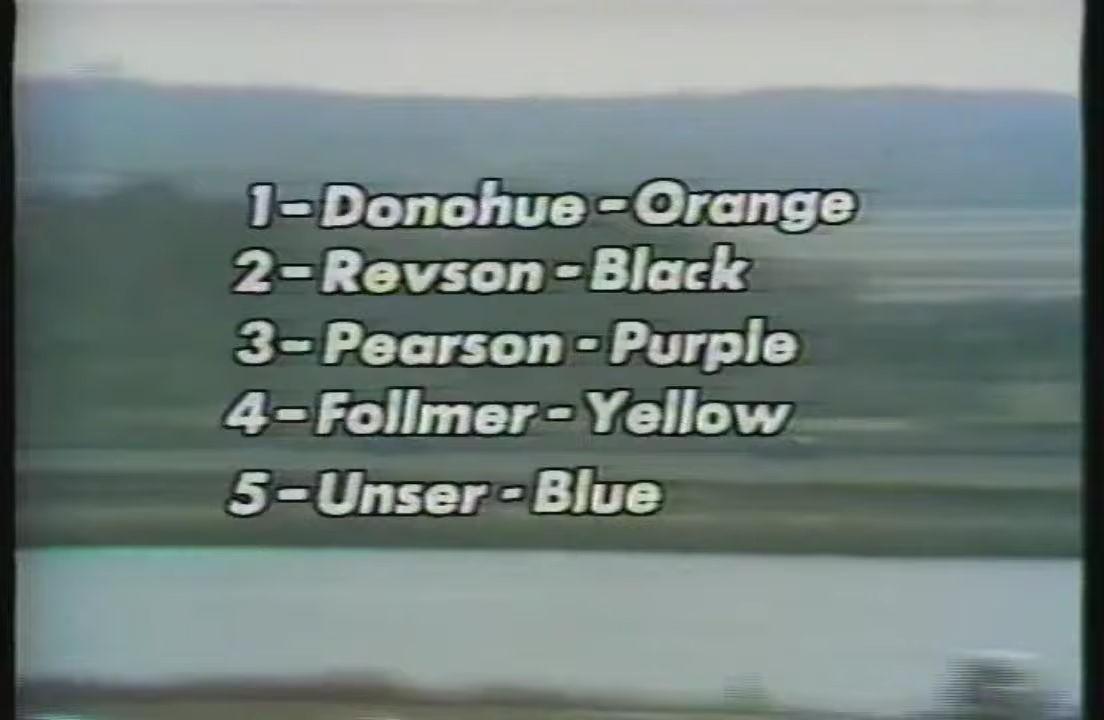 1-Donohue-Orange
2-Revson-Black
3-Pearson-Purple
4-Follmer-Yellow
5-Unser-Blue